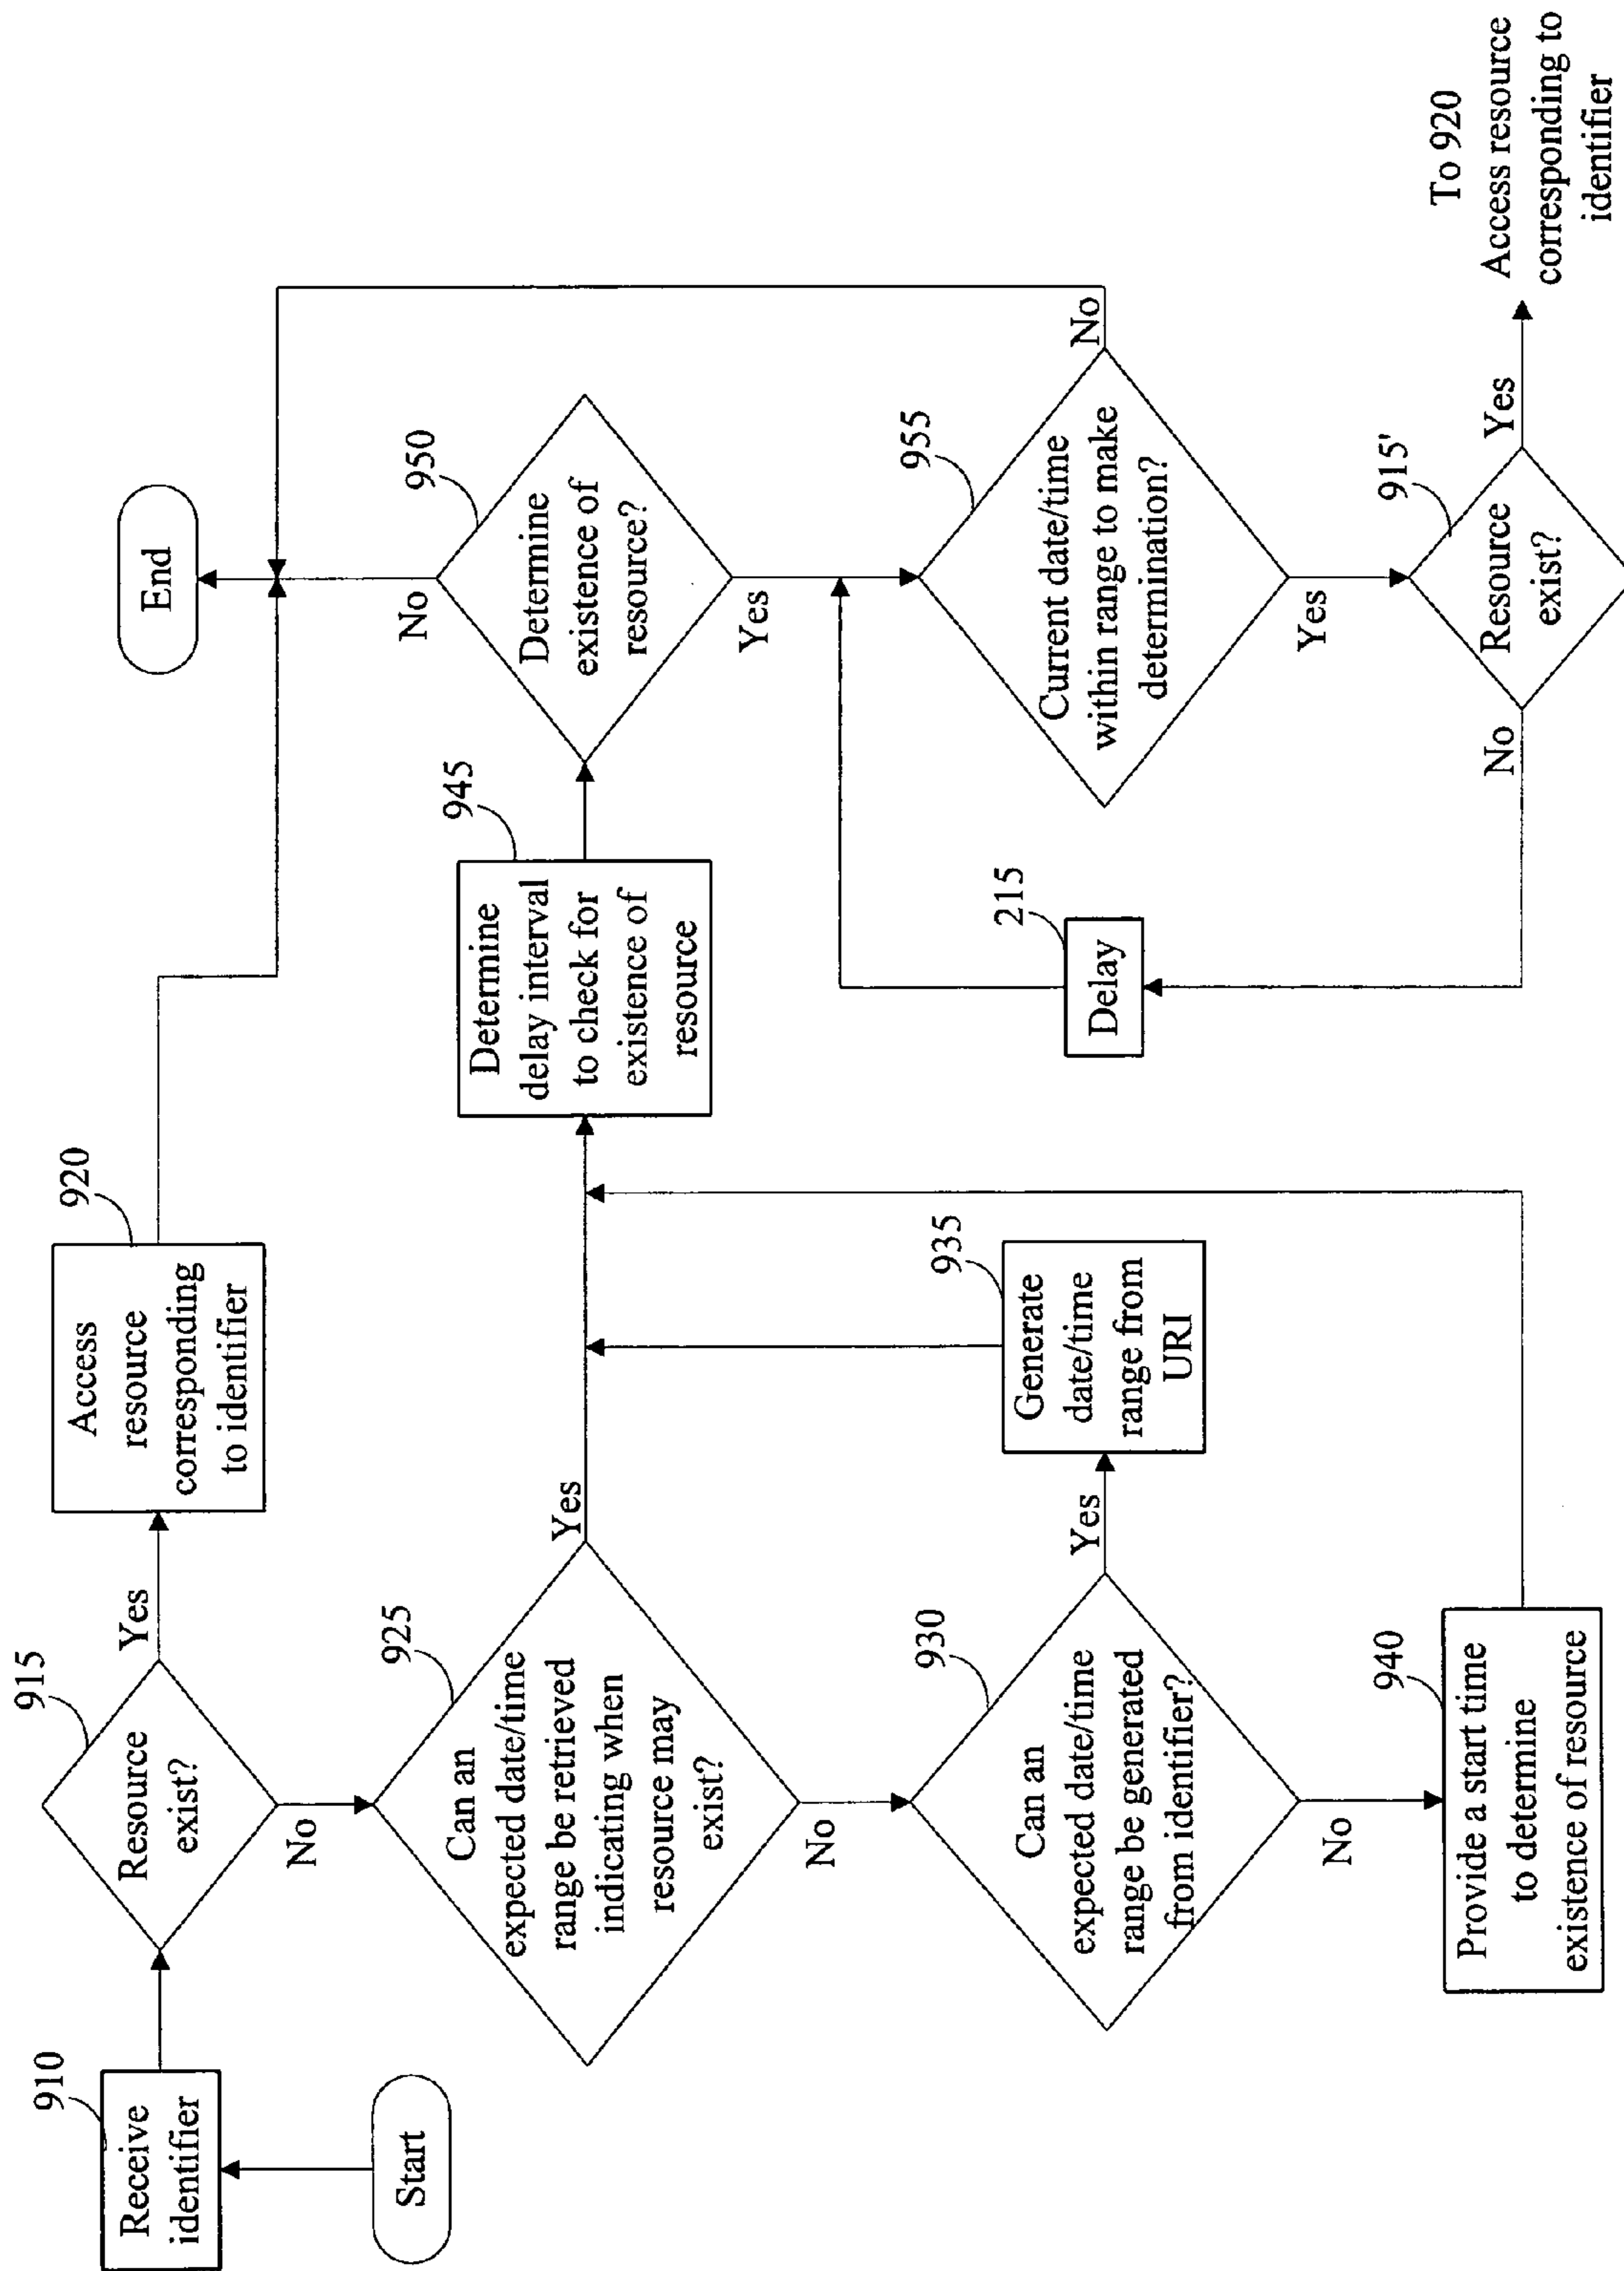 Start
910
Receive
identifier
915
Resource
exist?
Yes
No
920
Access
resource
corresponding
to identifier
End
925
Can an
expected date/time
range be retrieved
indicating when
resource may
exist?
Yes
No
930
Can an
expected date/time
range be generated
from identifier?
Yes
No
935
Generate
date/time
range from
URI
940
Provide a start time
to determine
existence of resource
945
Determine
delay interval
to check for
existence of
resource
950
Determine
existence of
resource?
No
Yes
955
Current date/time
within range to make
determination?
No
Yes
215
Delay
915'
Resource
exist?
No
Yes
To 920
Access resource
corresponding to
identifier